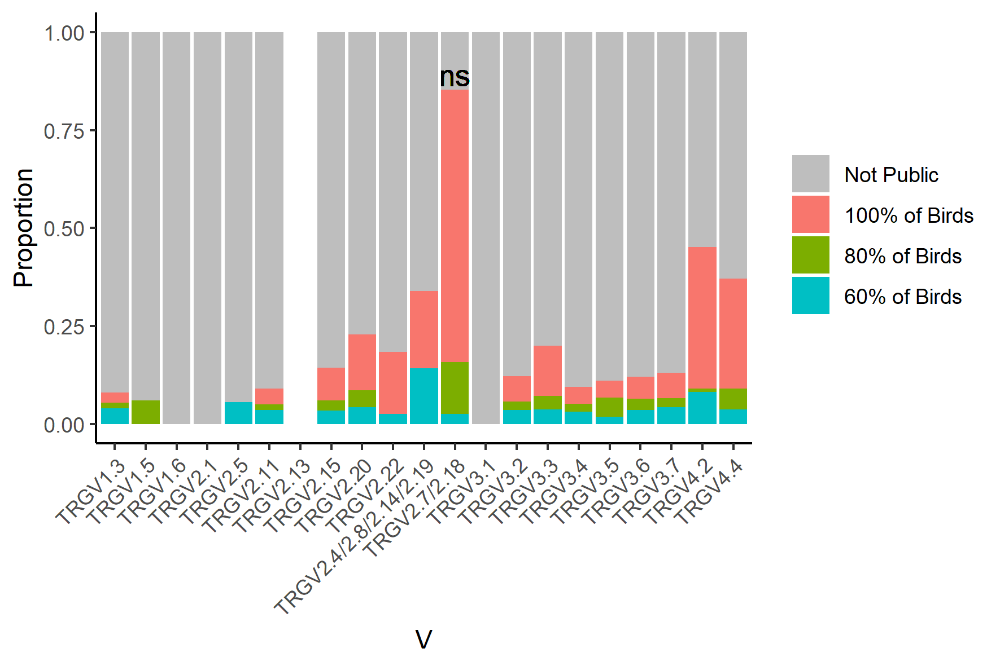 1.00
0.75
0.50
0.25
0.00
Proportion
ns
TRGV1.3
TRGV1.5
TRGV1.6
TRGV2.1
TRGV2.5
TRGV2.11
TRGV2.13
TRGV2.15
TRGV2.20
TRGV2.22
TRGV2.4/2.8/2.14/2.19
TRGV2.7/2.18
TRGV3.1
TRGV3.2
TRGV3.3
TRGV3.4
TRGV3.5
TRGV3.6
TRGV3.7
TRGV4.2
TRGV4.4
V
Not Public
100% of Birds
80% of Birds
60% of Birds